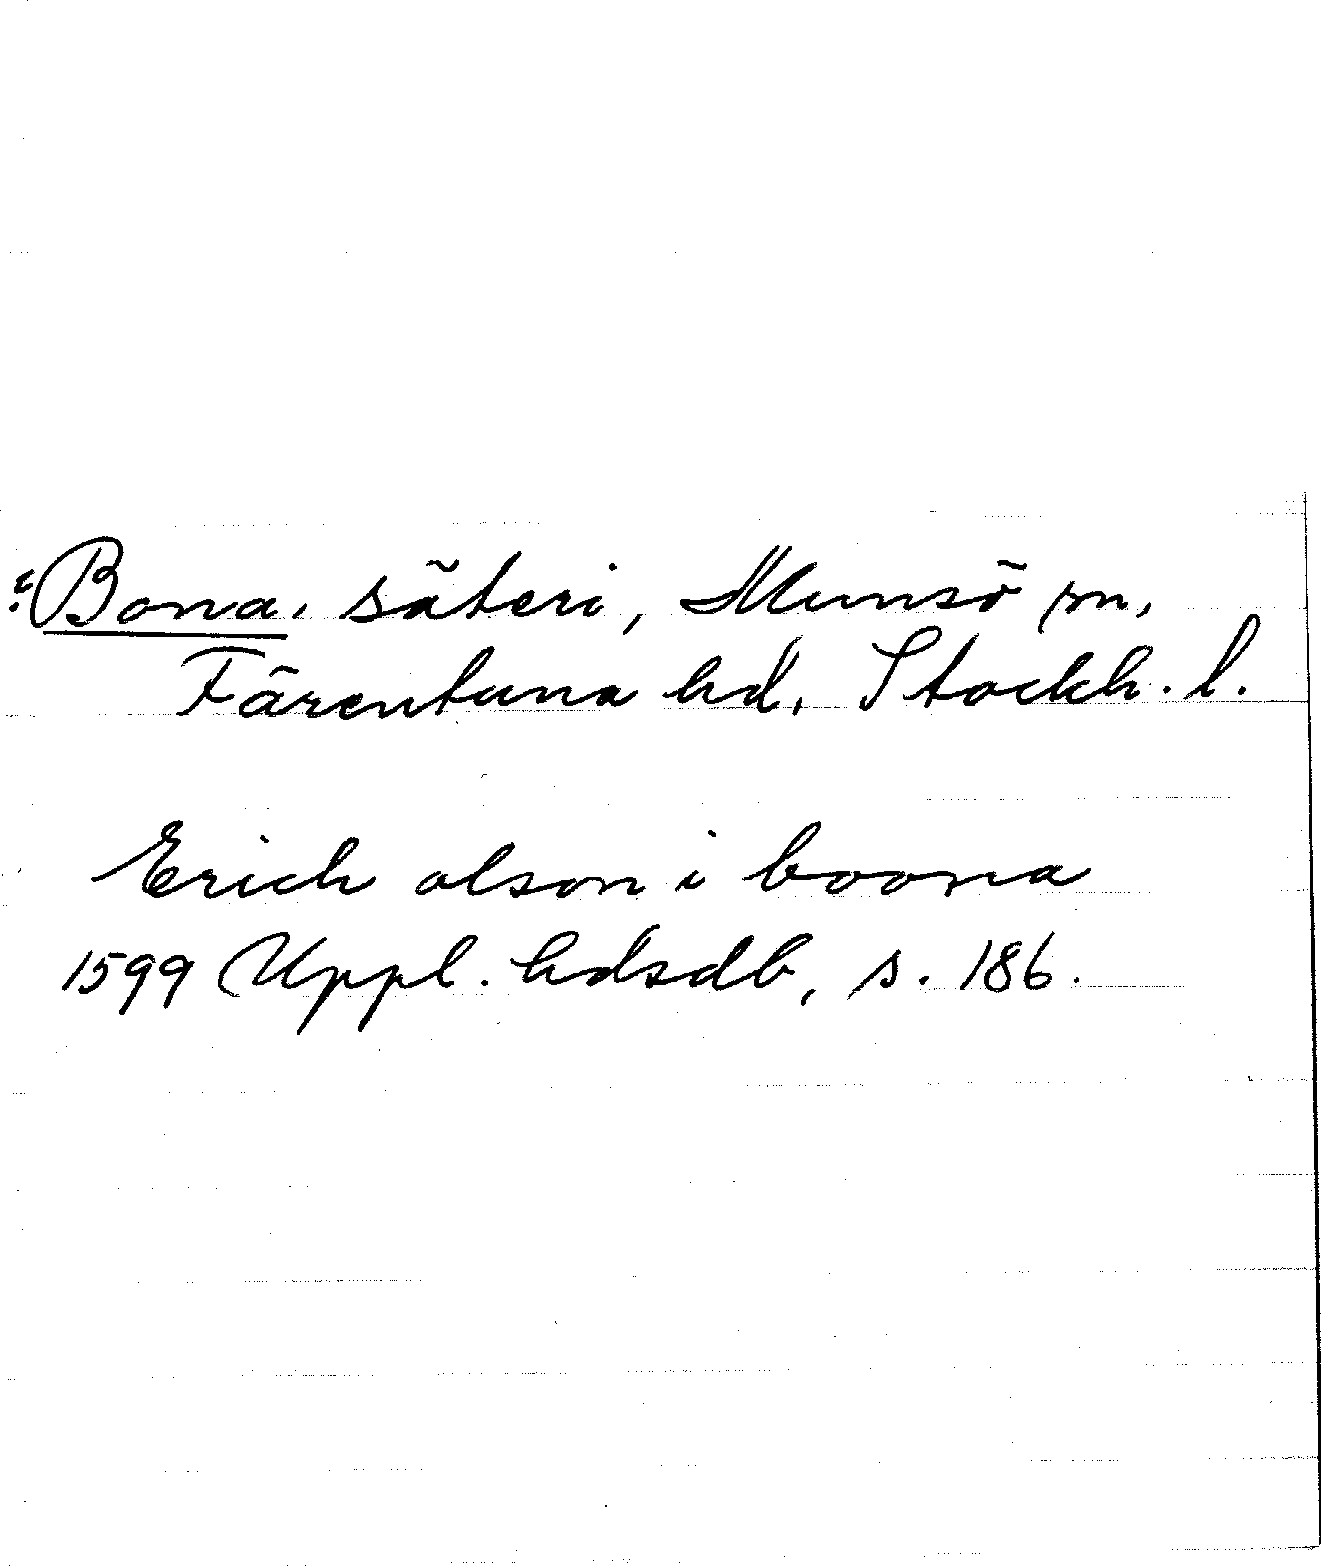 Bona, säteri, Munsö sn,
Färentuna hd, Stockh. l.
Erich olson i boona
1599 Uppl. hdsdb, s. 186.